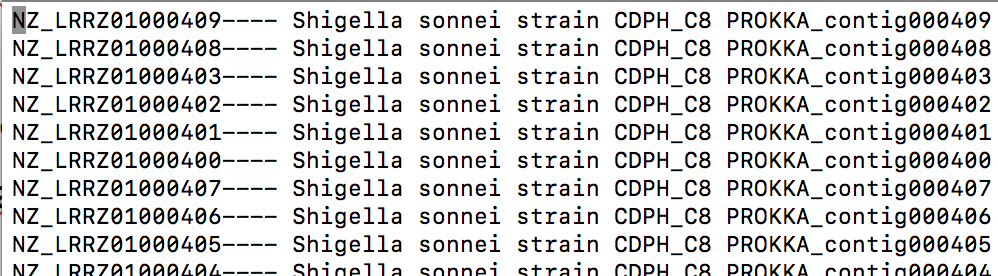 NZ_LRRZ01000409---- Shigella sonnei strain CDPH_C8 PROKKA_contig000409
NZ_LRRZ01000408---- Shigella sonnei strain CDPH_C8 PROKKA_contig000408
NZ_LRRZ01000403---- Shigella sonnei strain CDPH_C8 PROKKA_contig000403
NZ_LRRZ01000402---- Shigella sonnei strain CDPH_C8 PROKKA_contig000402
NZ_LRRZ01000401---- Shigella sonnei strain CDPH_C8 PROKKA_contig000401
NZ_LRRZ01000400---- Shigella sonnei strain CDPH_C8 PROKKA_contig000400
NZ_LRRZ01000407---- Shigella sonnei strain CDPH_C8 PROKKA_contig000407
NZ_LRRZ01000406---- Shigella sonnei strain CDPH_C8 PROKKA_contig000406
NZ_LRRZ01000405---- Shigella sonnei strain CDPH_C8 PROKKA_contig000405
NZ_LRRZ01000404---- Shigella sonnei strain CDPH_C8 PROKKA_contig000404